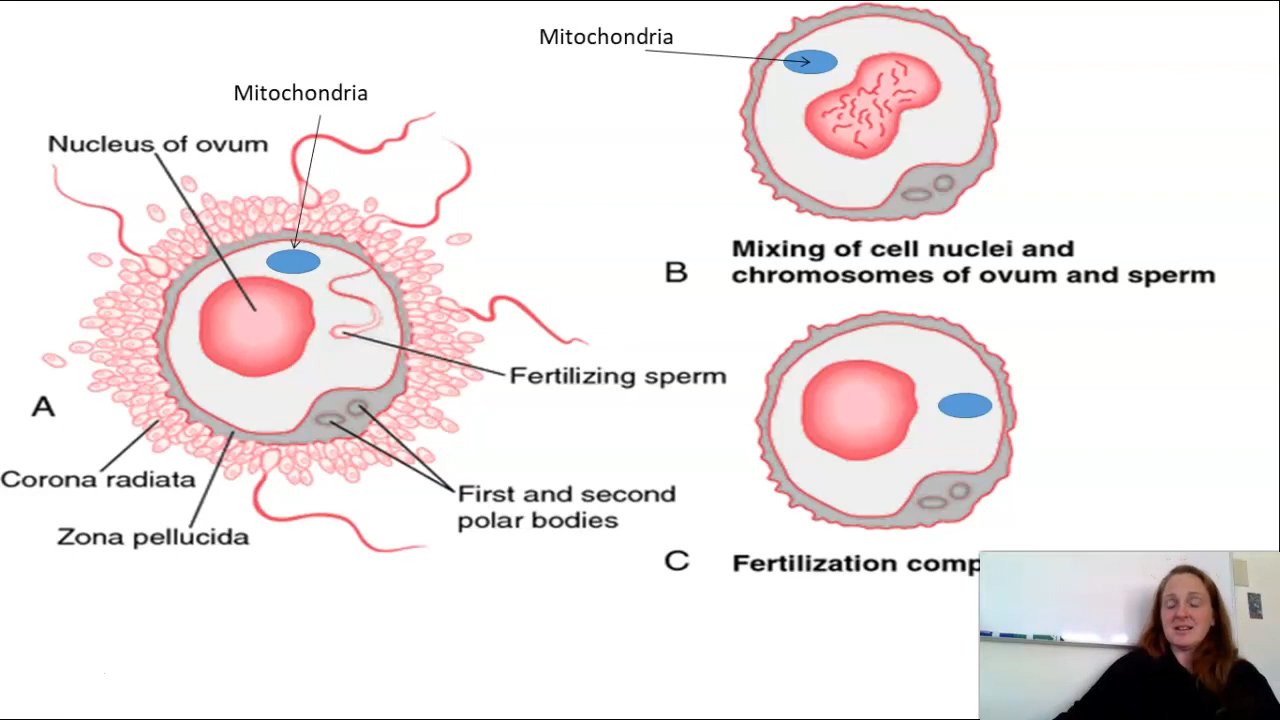 Mitochondria
Mitochondria
Nucleus of ovum
Fertilizing sperm
A
Corona radiata
Zona pellucida
First and second
polar bodies
B
Mixing of cell nuclei and
chromosomes of ovum and sperm
C
Fertilization comp